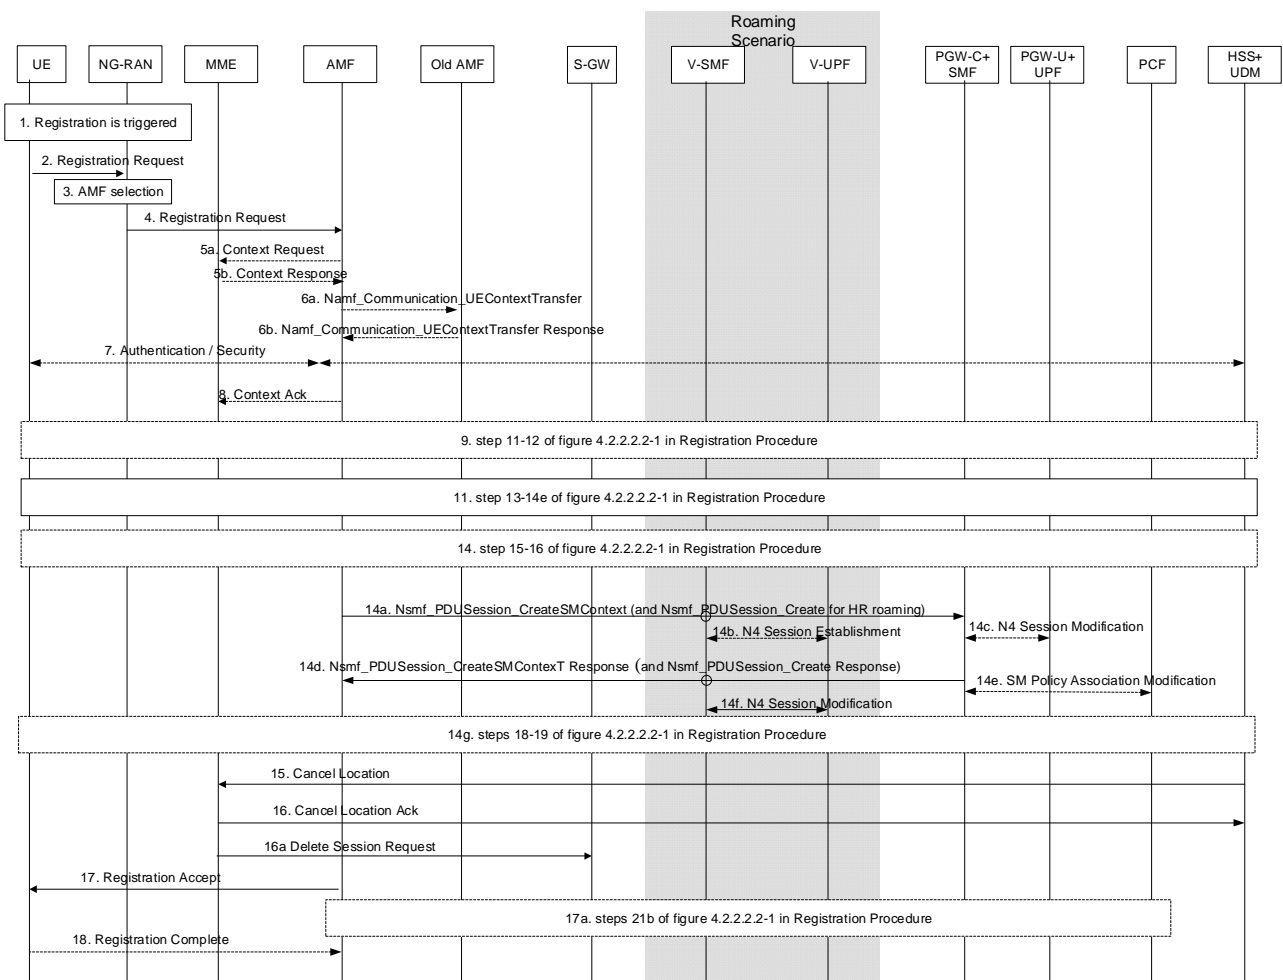 Roaming
Scenario
UE
NG-RAN
MME
AMF
Old AMF
S-GW
V-SMF
V-UPF
PGW-C+
SMF
PGW-U+
UPF
PCF
HSS+
UDM
1. Registration is triggered
2. Registration Request
3. AMF selection
4. Registration Request
5a. Context Request
5b. Context Response
6a. Namf_Communication_UEContextTransfer
6b. Namf_Communication_UEContextTransfer Response
7. Authentication / Security
8. Context Ack
9. step 11-12 of figure 4.2.2.2.2-1 in Registration Procedure
11. step 13-14e of figure 4.2.2.2.2-1 in Registration Procedure
14. step 15-16 of figure 4.2.2.2.2-1 in Registration Procedure
14a. Nsmf_PDUSession_CreateSMContext (and Nsmf_PDUSession_Create for HR roaming)
14b. N4 Session Establishment
14c. N4 Session Modification
14d. Nsmf_PDUSession_CreateSMContexT Response (and Nsmf_PDUSession_Create Response)
14e. SM Policy Association Modification
14f. N4 Session Modification
14g. steps 18-19 of figure 4.2.2.2.2-1 in Registration Procedure
15. Cancel Location
16. Cancel Location Ack
16a Delete Session Request
17. Registration Accept
17a. steps 21b of figure 4.2.2.2.2-1 in Registration Procedure
18. Registration Complete